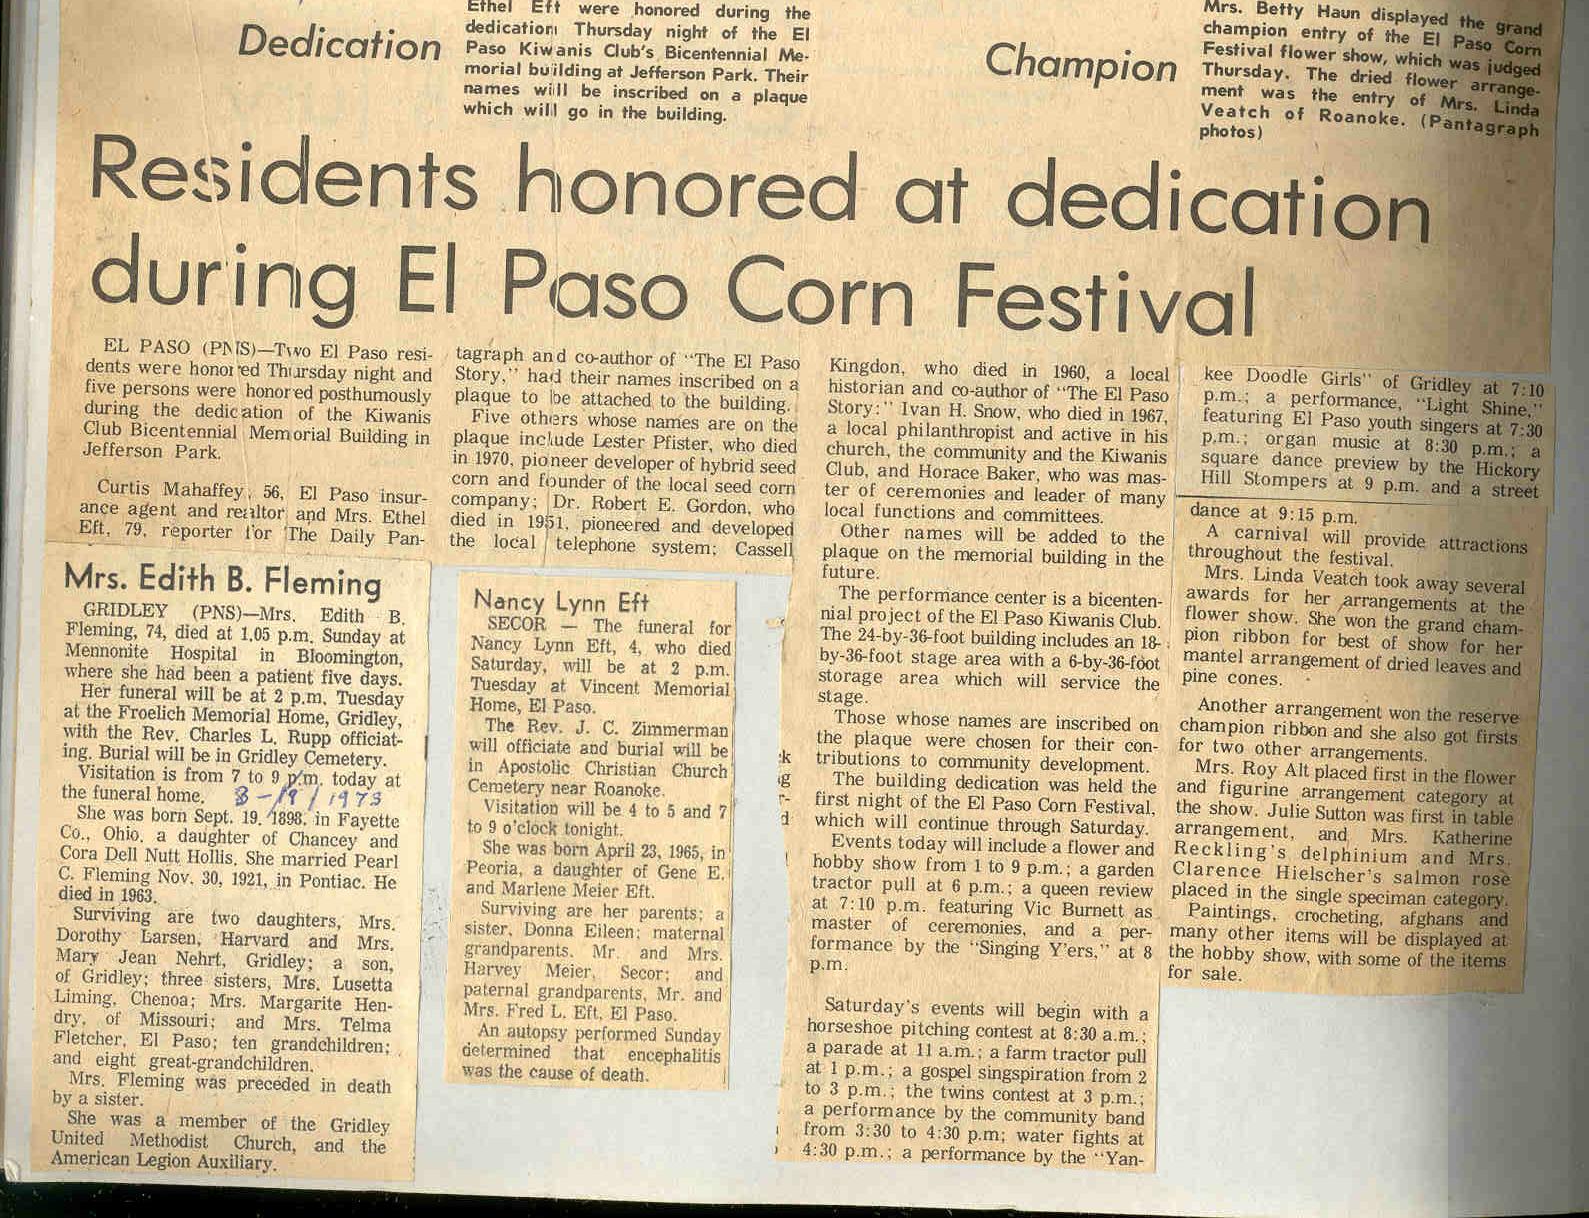 Dedication
Ethel Eft were honored during the
dedication Thursday night of the El
Paso Kiwanis Club's Bicentennial Me-
morial building at Jefferson Park. Their
names will be inscribed on a plaque
which will go in the building.
Champion
Mrs. Betty Haun displayed the grand
champion entry of the El Paso Corn
Festival flower show, which was judged
Thursday. The dried flower arrange-
ment was the entry of Mrs. Linda
Veatch of Roanoke. (Pantagraph
photos)
Residents honored at dedication
during El Paso Corn Festival
EL PASO (PNS)—Two El Paso resi-
dents were honored Thursday night and
five persons were honored posthumously
during the dedication of the Kiwanis
Club Bicentennial Memorial Building in
Jefferson Park.
Curtis Mahaffey, 56, El Paso insur-
ance agent and realtor and Mrs. Ethel
Eft, 79, reporter for The Daily Pan-
tagraph and co-author of "The El Paso
Story," had their names inscribed on a
plaque to be attached to the building.
Five others whose names are on the
plaque include Lester Pfister, who died
in 1970, pioneer developer of hybrid seed
corn and founder of the local seed corn
company; Dr. Robert E. Gordon, who
died in 1951, pioneered and developed
the local telephone system; Cassell
Kingdon, who died in 1960, a local
historian and co-author of "The El Paso
Story:" Ivan H. Snow, who died in 1967,
a local philanthropist and active in his
church, the community and the Kiwanis
Club, and Horace Baker, who was mas-
ter of ceremonies and leader of many
local functions and committees.
Other names will be added to the
plaque on the memorial building in the
future.
The performance center is a bicenten-
nial project of the El Paso Kiwanis Club.
The 24-by-36-foot building includes an 18-
by-36-foot stage area with a 6-by-36-foot
storage area which will service the
stage.
Those whose names are inscribed on
the plaque were chosen for their con-
tributions to community development.
The building dedication was held the
first night of the El Paso Corn Festival,
which will continue through Saturday.
Events today will include a flower and
hobby show from 1 to 9 p.m.; a garden
tractor pull at 6 p.m.; a queen review
at 7:10 p.m. featuring Vic Burnett as
master of ceremonies, and a per-
formance by the "Singing Y'ers," at 8
p.m.
Saturday's events will begin with a
horseshoe pitching contest at 8:30 a.m.;
a parade at 11 a.m.; a farm tractor pull
at 1 p.m.; a gospel singspiration from 2
to 3 p.m.; the twins contest at 3 p.m.;
a performance by the community band
from 3:30 to 4:30 p.m; water fights at
4:30 p.m.; a performance by the "Yan-
kee Doodle Girls" of Gridley at 7:10
p.m.; a performance, "Light Shine,"
featuring El Paso youth singers at 7:30
p.m.; organ music at 8:30 p.m.; a
square dance preview by the Hickory
Hill Stompers at 9 p.m. and a street
dance at 9:15 p.m.
A carnival will provide attractions
throughout the festival.
Mrs. Linda Veatch took away several
awards for her arrangements at the
flower show. She won the grand cham-
pion ribbon for best of show for her
mantel arrangement of dried leaves and
pine cones.
Another arrangement won the reserve
champion ribbon and she also got firsts
for two other arrangements.
Mrs. Roy Alt placed first in the flower
and figurine arrangement category at
the show. Julie Sutton was first in table
arrangement, and Mrs. Katherine
Reckling's delphinium and Mrs.
Clarence Hielscher's salmon rose
placed in the single speciman category.
Paintings, crocheting, afghans and
many other items will be displayed at
the hobby show, with some of the items
for sale.
Mrs. Edith B. Fleming
GRIDLEY (PNS)—Mrs. Edith B.
Fleming, 74, died at 1.05 p.m. Sunday at
Mennonite Hospital in Bloomington,
where she had been a patient five days.
Her funeral will be at 2 p.m. Tuesday
at the Froelich Memorial Home, Gridley,
with the Rev. Charles L. Rupp officiat-
ing. Burial will be in Gridley Cemetery.
Visitation is from 7 to 9 p.m. today at
the funeral home. 8-19/1973
She was born Sept. 19, 1898, in Fayette
Co., Ohio, a daughter of Chancey and
Cora Dell Nutt Hollis. She married Pearl
C. Fleming Nov. 30, 1921, in Pontiac. He
died in 1963.
Surviving are two daughters, Mrs.
Dorothy Larsen, Harvard and Mrs.
Mary Jean Nehrt, Gridley; a son,
of Gridley; three sisters, Mrs. Lusetta
Liming, Chenoa; Mrs. Margarite Hen-
dry, of Missouri; and Mrs. Telma
Fletcher, El Paso; ten grandchildren;
and eight great-grandchildren.
Mrs. Fleming was preceded in death
by a sister.
She was a member of the Gridley
United Methodist Church, and the
American Legion Auxiliary.
Nancy Lynn Eft
SECOR — The funeral for
Nancy Lynn Eft, 4, who died
Saturday, will be at 2 p.m.
Tuesday at Vincent Memorial
Home, El Paso.
The Rev. J. C. Zimmerman
will officiate and burial will be
in Apostolic Christian Church
Cemetery near Roanoke.
Visitation will be 4 to 5 and 7
to 9 o'clock tonight.
She was born April 23, 1965, in
Peoria, a daughter of Gene E.
and Marlene Meier Eft.
Surviving are her parents; a
sister, Donna Eileen; maternal
grandparents, Mr. and Mrs.
Harvey Meier, Secor; and
paternal grandparents, Mr. and
Mrs. Fred L. Eft, El Paso.
An autopsy performed Sunday
determined that encephalitis
was the cause of death.